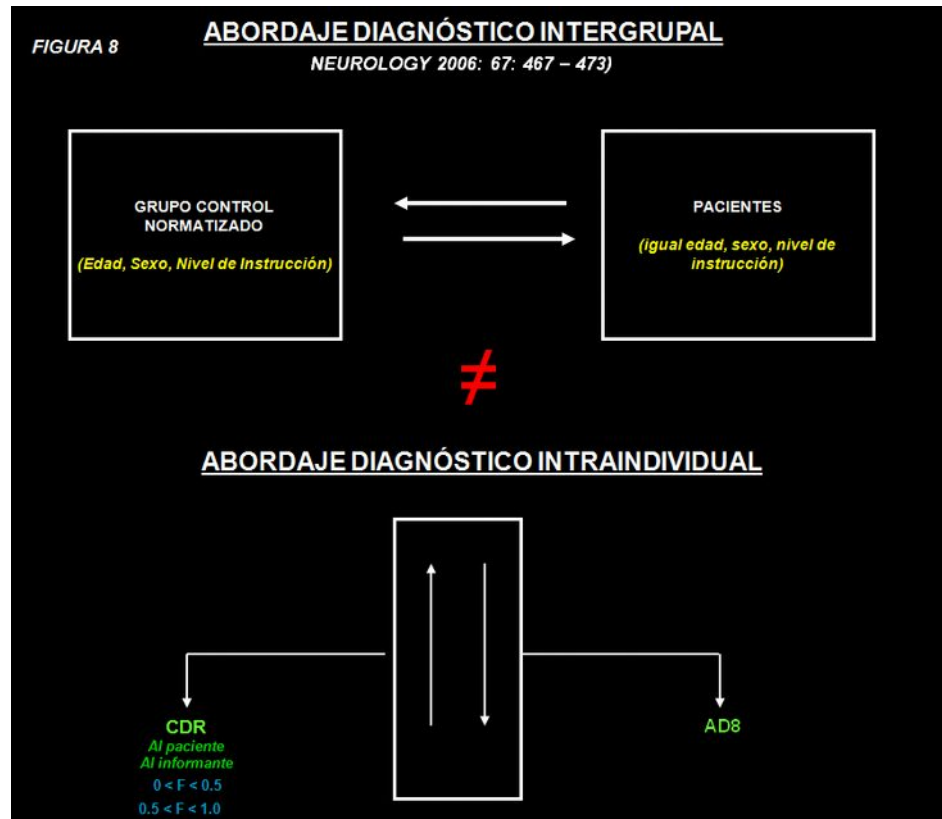 FIGURA 8
ABORDAJE DIAGNÓSTICO INTERGRUPAL
NEUROLOGY 2006: 67: 467 – 473)
GRUPO CONTROL
NORMATIZADO
(Edad, Sexo, Nivel de Instrucción)
PACIENTES
(igual edad, sexo, nivel de
instrucción)
≠
ABORDAJE DIAGNÓSTICO INTRAINDIVIDUAL
CDR
Al paciente
Al informante
0 < F < 0.5
0.5 < F < 1.0
AD8